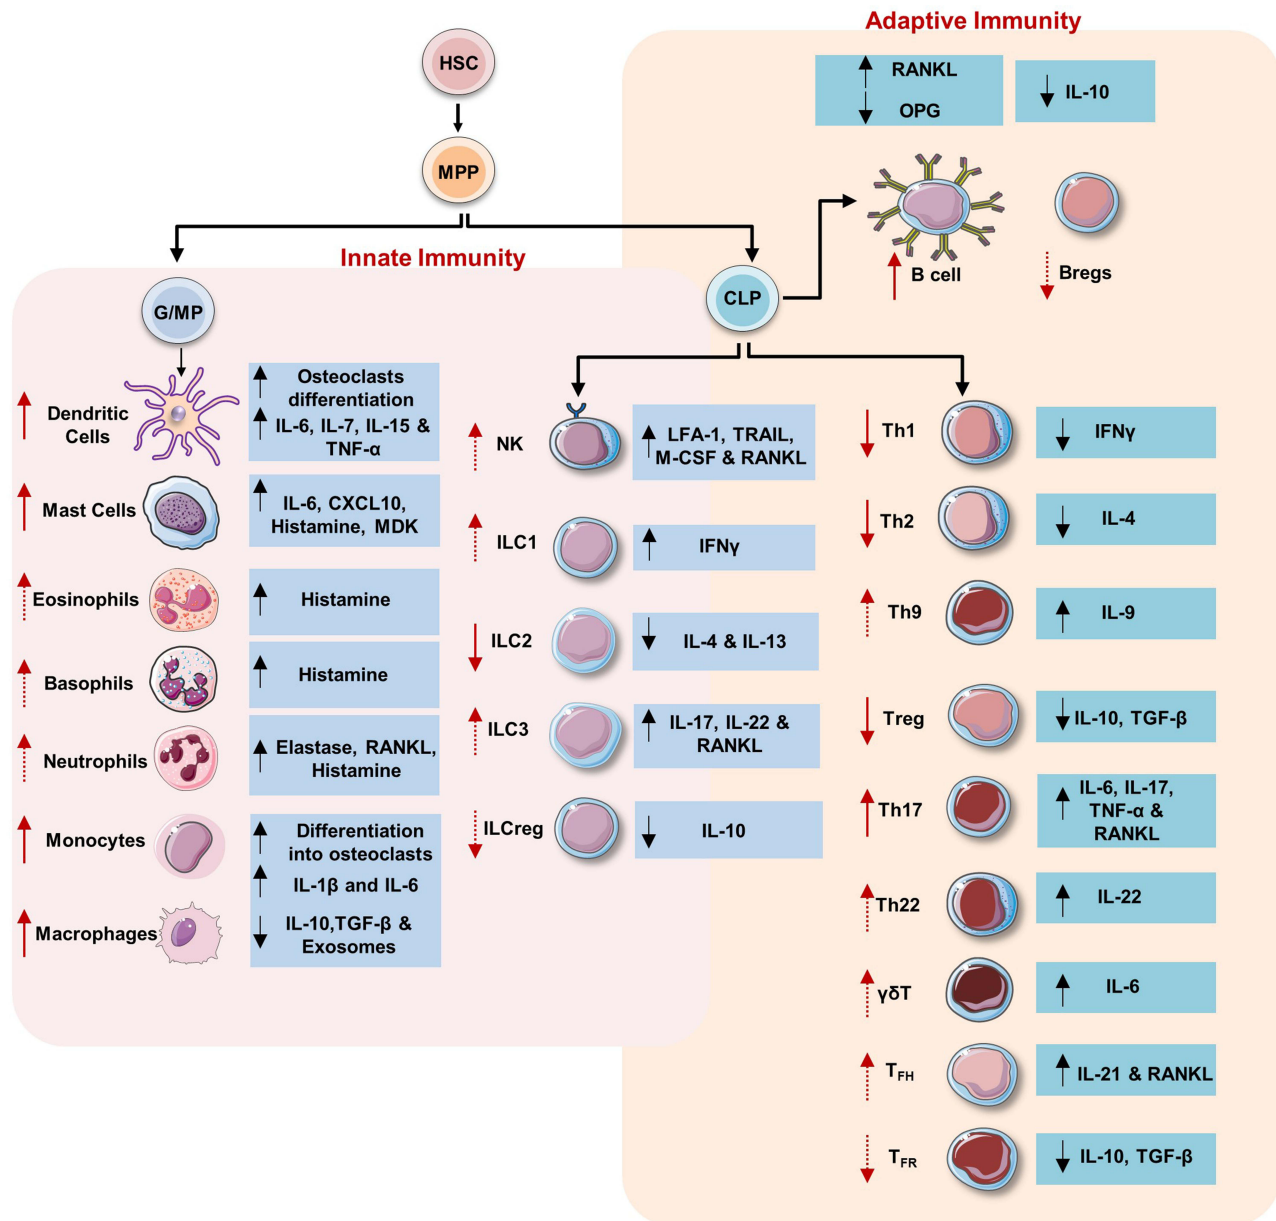 Adaptive Immunity
HSC
RANKL
OPG
IL-10
MPP
Innate Immunity
B cell
Bregs
G/MP
CLP
Dendritic
Cells
Osteoclasts
differentiation
IL-6, IL-7, IL-15 &
TNF-α
Mast Cells
IL-6, CXCL10,
Histamine, MDK
Eosinophils
Histamine
Basophils
Histamine
Neutrophils
Elastase, RANKL,
Histamine
Monocytes
Differentiation
into osteoclasts
IL-1β and IL-6
Macrophages
IL-10,TGF-β &
Exosomes
NK
LFA-1, TRAIL,
M-CSF & RANKL
ILC1
IFNγ
ILC2
IL-4 & IL-13
ILC3
IL-17, IL-22 &
RANKL
ILCreg
IL-10
Th1
IFNγ
Th2
IL-4
Th9
IL-9
Treg
IL-10, TGF-β
Th17
IL-6, IL-17,
TNF-α &
RANKL
Th22
IL-22
γδT
IL-6
TFH
IL-21 & RANKL
TFR
IL-10, TGF-β